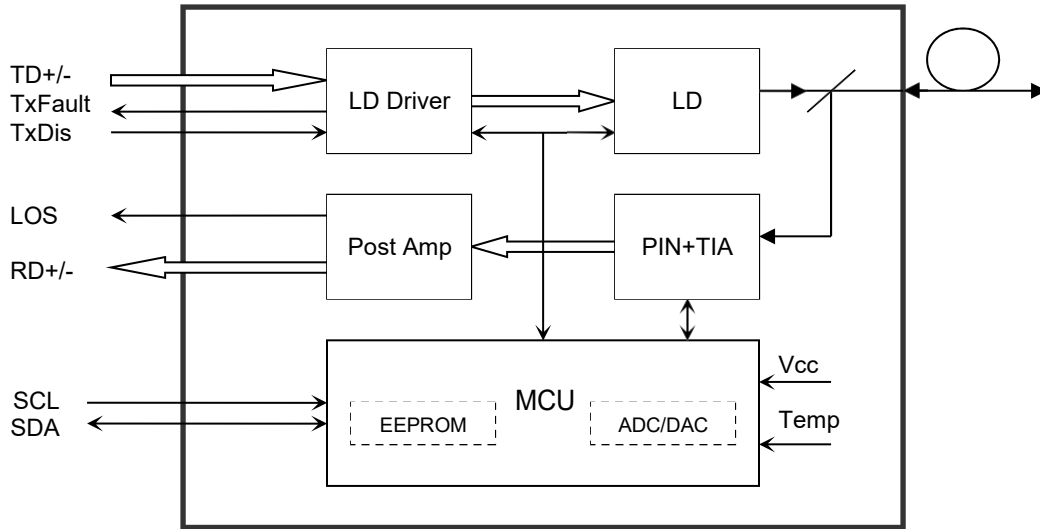 TD+/-
TxFault
TxDis
LD Driver
LD
LOS
RD+/-
Post Amp
PIN+TIA
SCL
SDA
MCU
EEPROM
ADC/DAC
Vcc
Temp